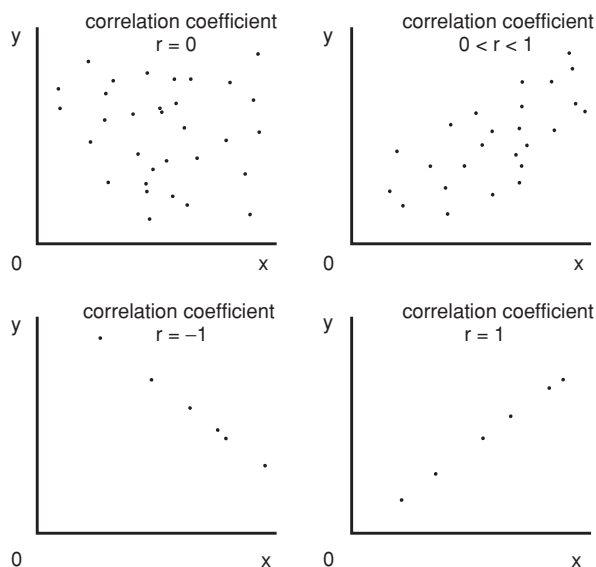 correlation coefficient
r = 0
y
0
x
correlation coefficient
0 < r < 1
y
0
x
correlation coefficient
r = −1
y
0
x
correlation coefficient
r = 1
y
0
x